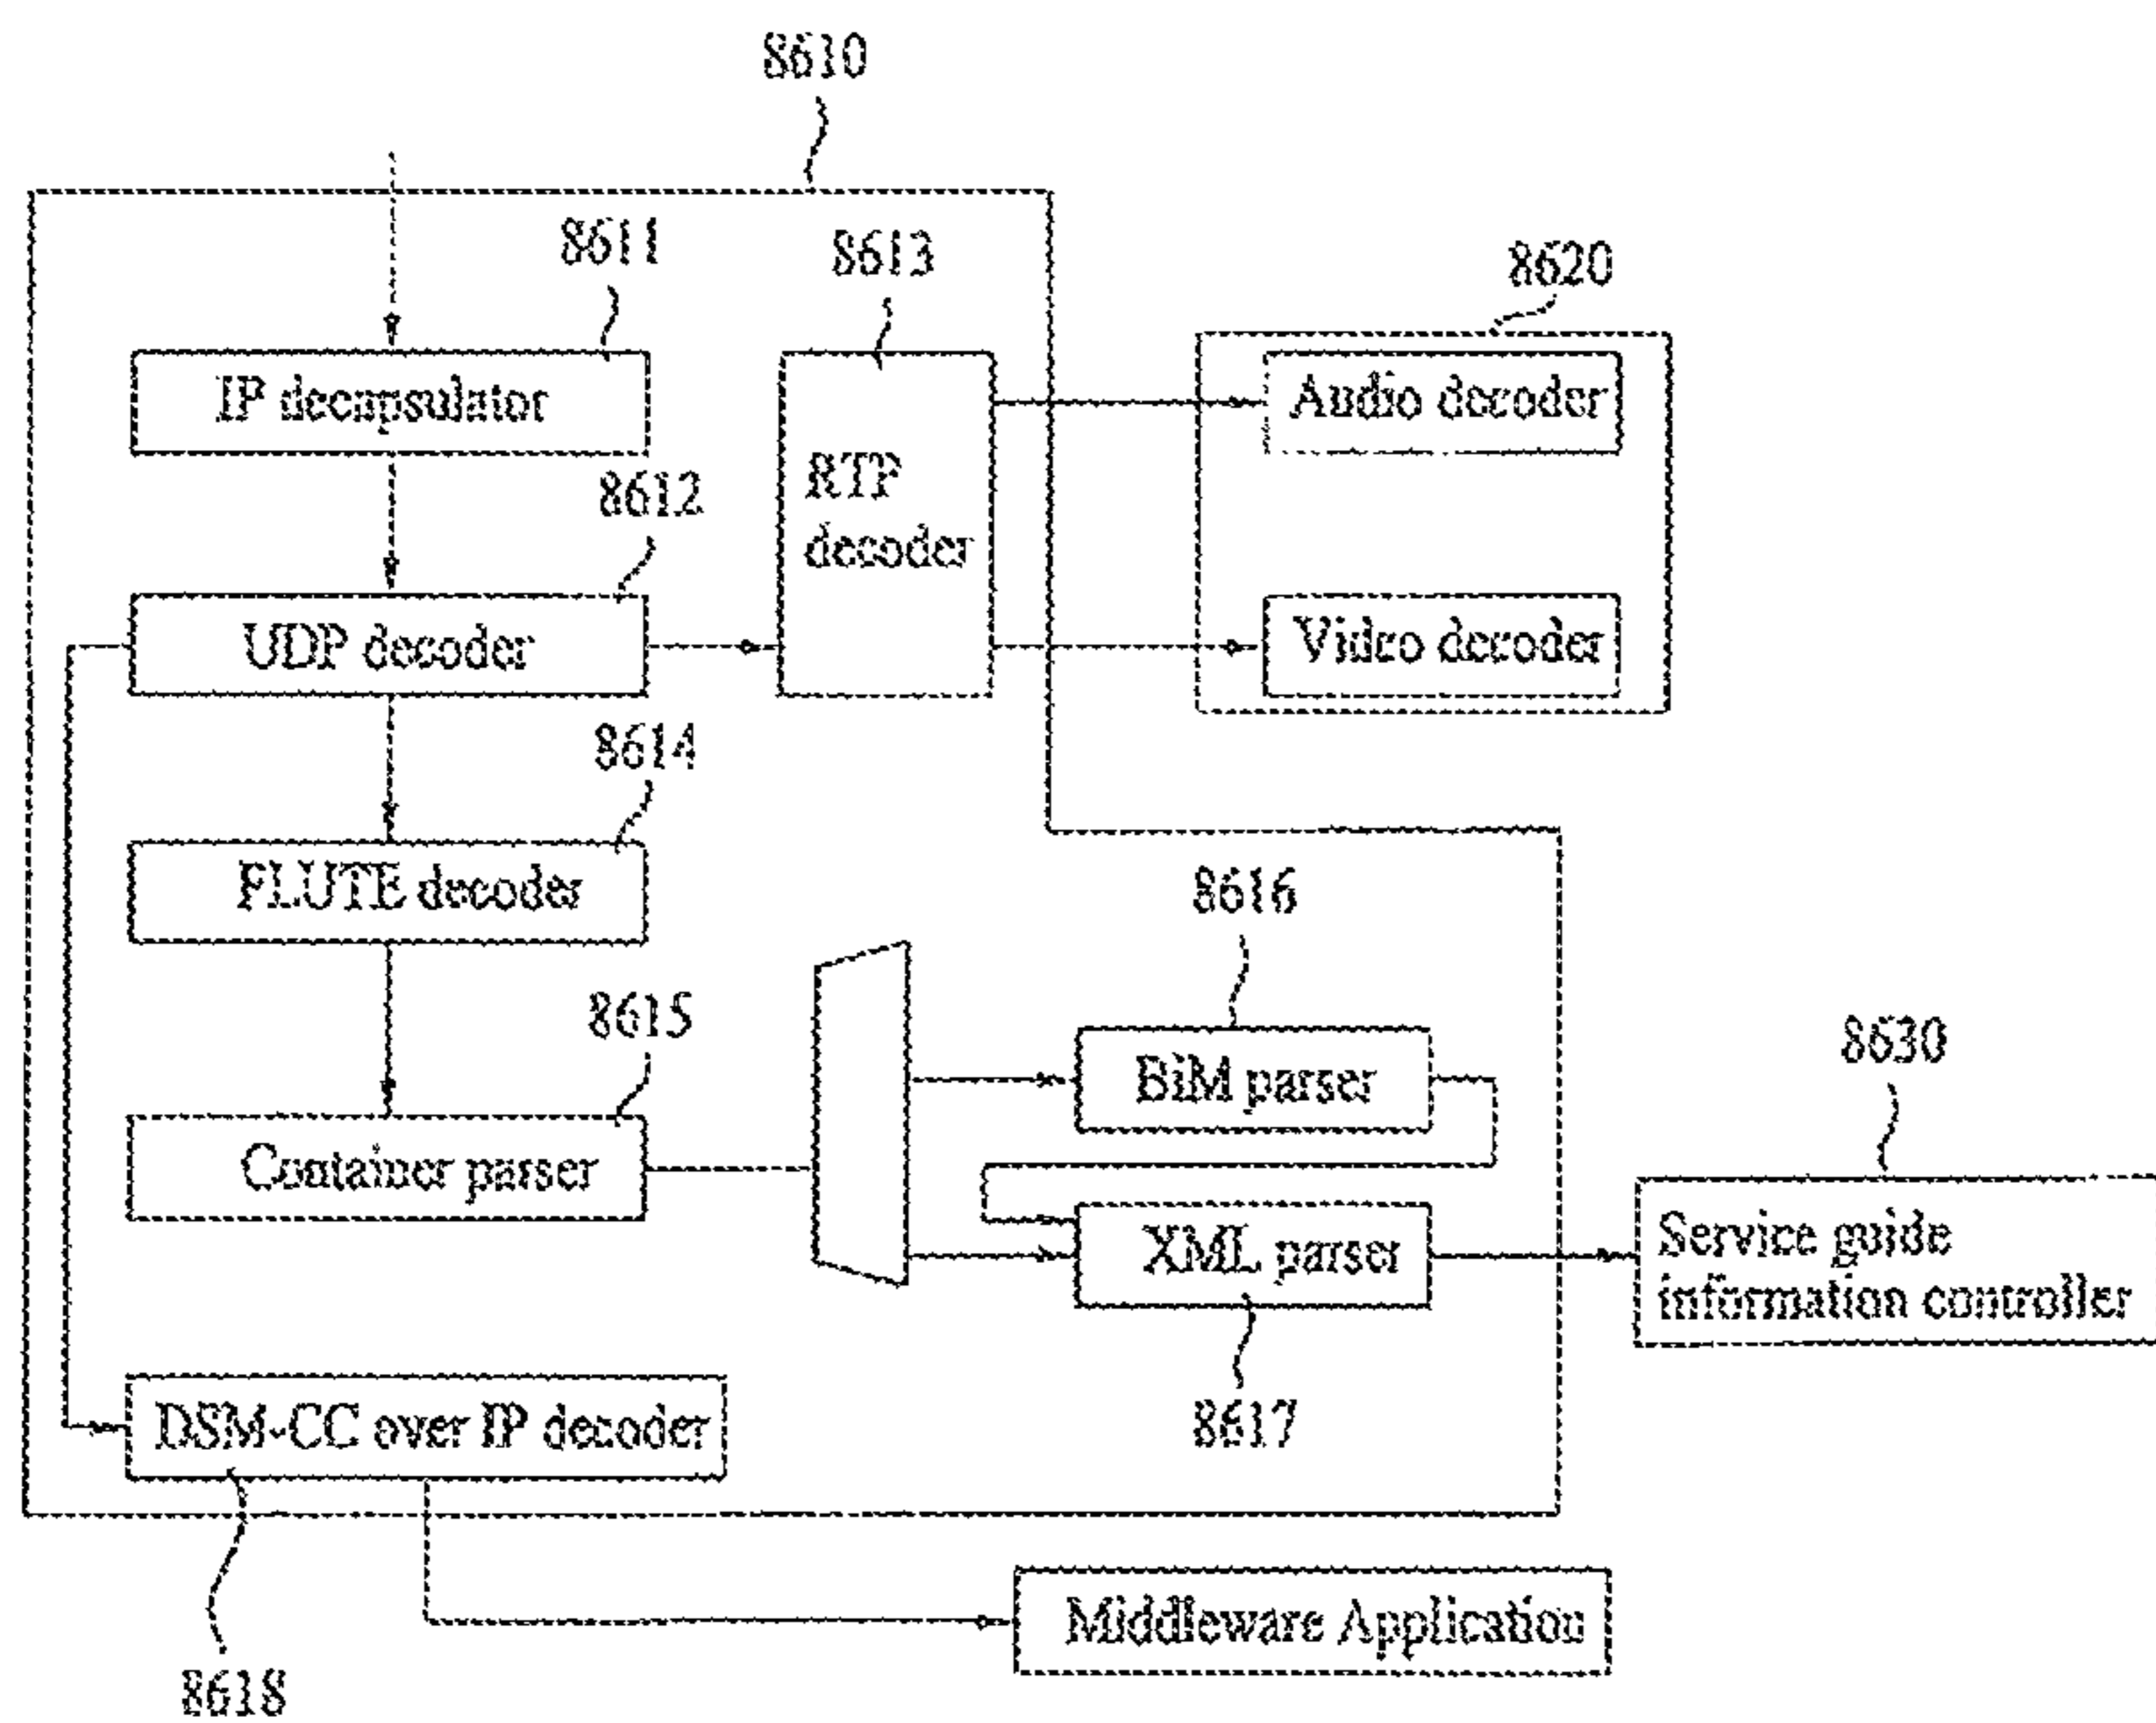 8610
8611
8613
8620
IP decapsulator
Audio decoder
8612
RTP
decoder
UDP decoder
Video decoder
8614
FLUTE decoder
8616
8615
8630
BiM parser
Container parser
XML parser
Service guide
information controller
DSM-CC over IP decoder
8617
Middleware Application
8618